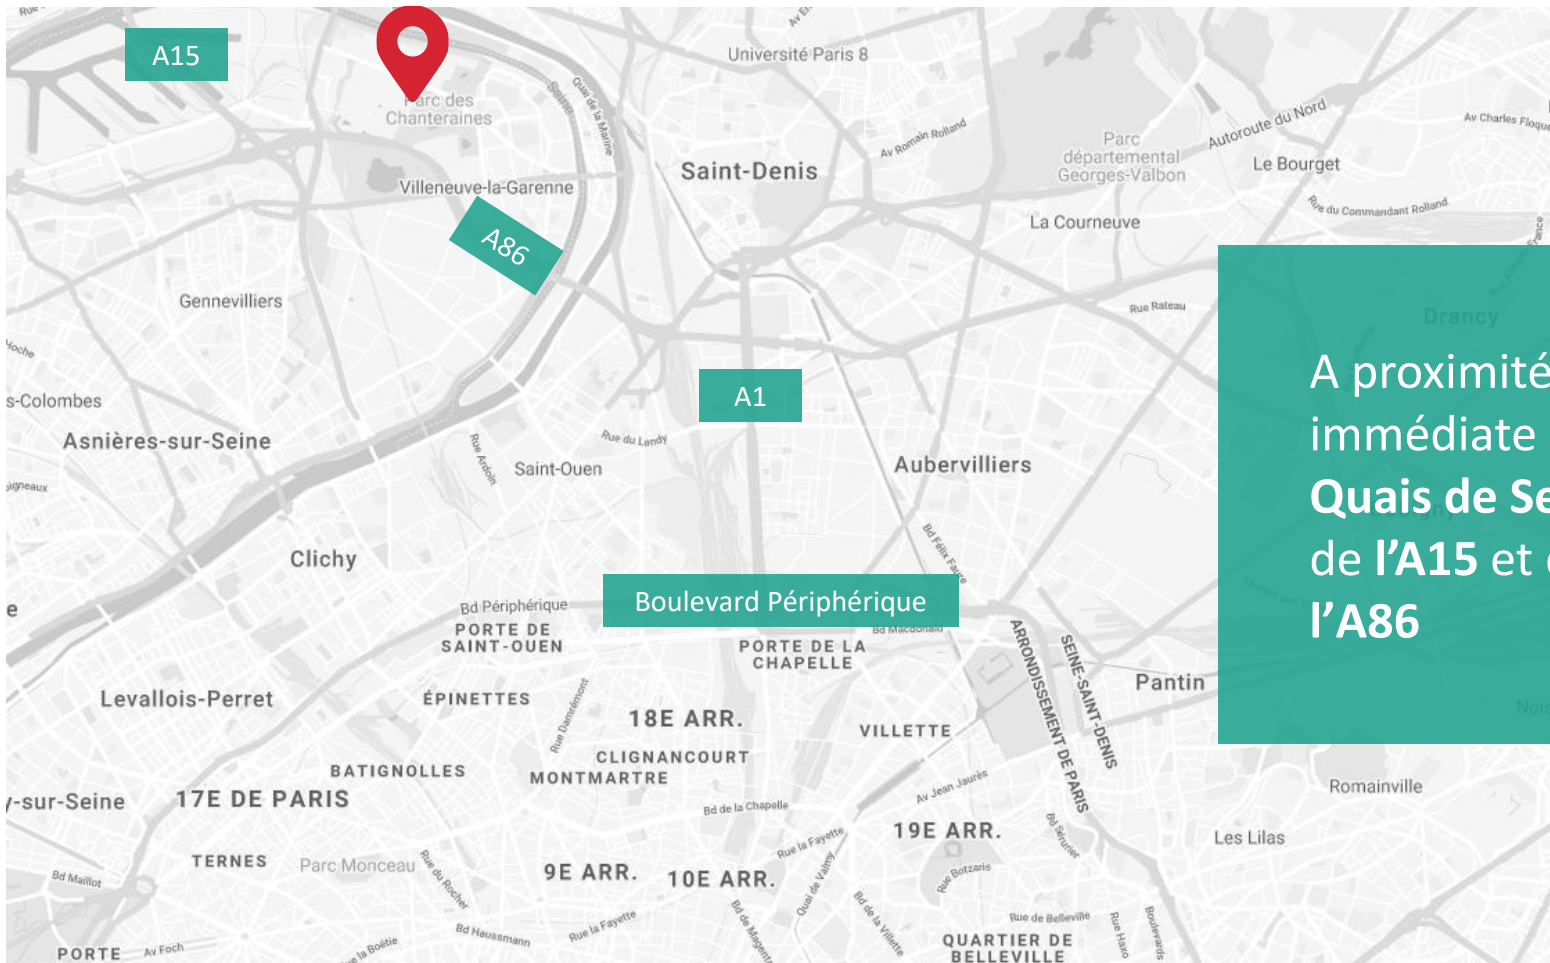 A15
Université Paris 8
Quai de la Marine
Seine
Parc des
Chanteraines
Av Romain Rolland
Autoroute du Nord
Parc
départemental
Georges-Valbon
Le Bourget
Saint-Denis
Villeneuve-la-Garenne
Rue du Commandant Rolland
La Courneuve
A86
Gennevilliers
Rue Rateau
Drancy
A proximité
immédiate
Quais de Se
de l'A15 et
l'A86
s-Colombes
A1
Asnières-sur-Seine
Rue du Landy
Rue Ardoin
Saint-Ouen
Aubervilliers
Bd Félix Faure
Clichy
Boulevard Périphérique
Bd Périphérique
PORTE DE
SAINT-OUEN
Bd Macdonald
PORTE DE LA
CHAPELLE
ARRONDISSEMENT DE PARIS
SEINE-SAINT-DENIS
Pantin
Levallois-Perret
ÉPINETTES
Rue Damrémont
18E ARR.
VILLETTE
CLIGNANCOURT
MONTMARTRE
BATIGNOLLES
17E DE PARIS
y-sur-Seine
Bd de la Chapelle
Av Jean Jaurès
Romainville
19E ARR.
Bd Sérurier
Les Lilas
TERNES
Parc Monceau
Rue du Rocher
Rue la Fayette
9E ARR.
10E ARR.
Quai de Valmy
Rue Botzaris
Bd Maillot
Bd de la Villette
Rue de Belleville
Rue Haxo
Boulevards
Bd Haussmann
Rue la Fayette
Bd de Magenta
QUARTIER DE
BELLEVILLE
PORTE
Av Foch